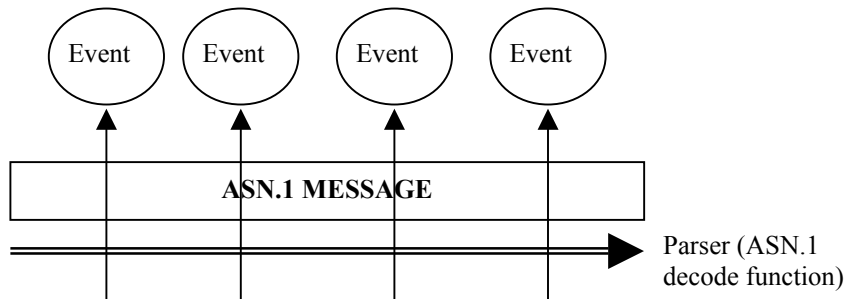 Event Event Event Event
ASN.1 MESSAGE
Parser (ASN.1
decode function)